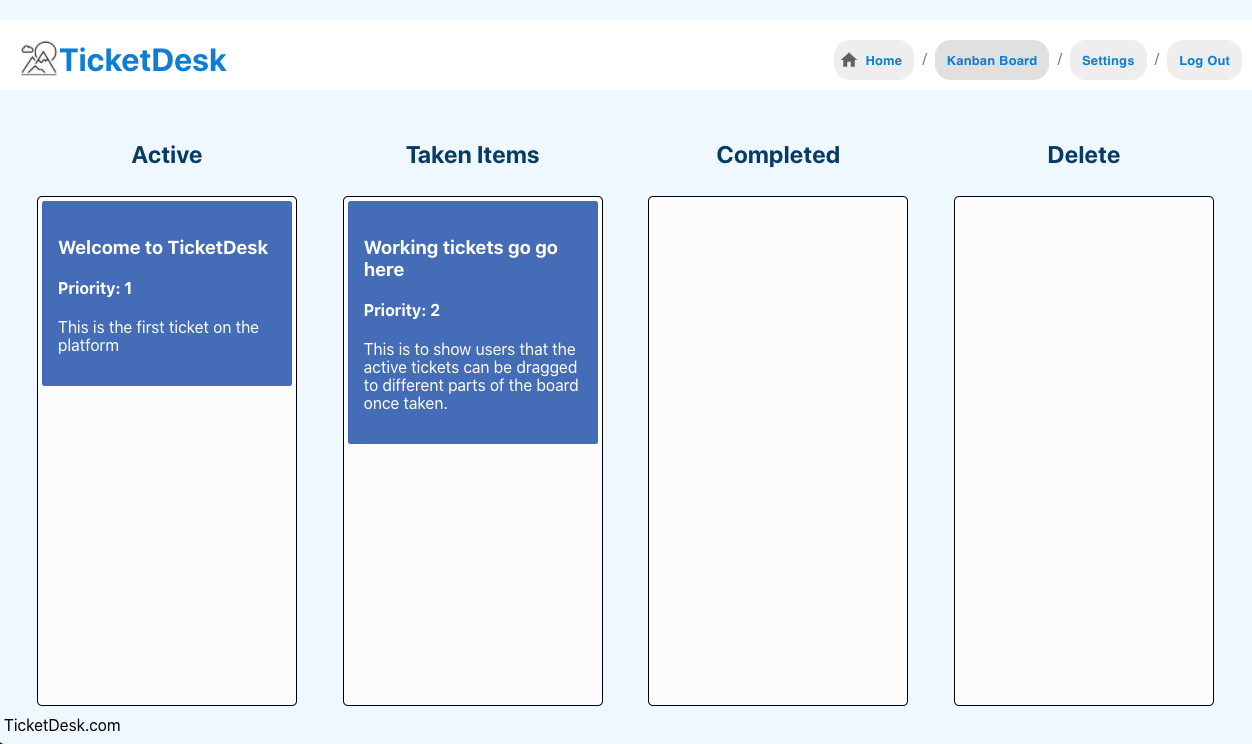 TicketDesk
Home / Kanban Board / Settings / Log Out
Active
Taken Items
Completed
Delete
Welcome to TicketDesk
Priority: 1
This is the first ticket on the
platform
Working tickets go go
here
Priority: 2
This is to show users that the
active tickets can be dragged
to different parts of the board
once taken.
TicketDesk.com